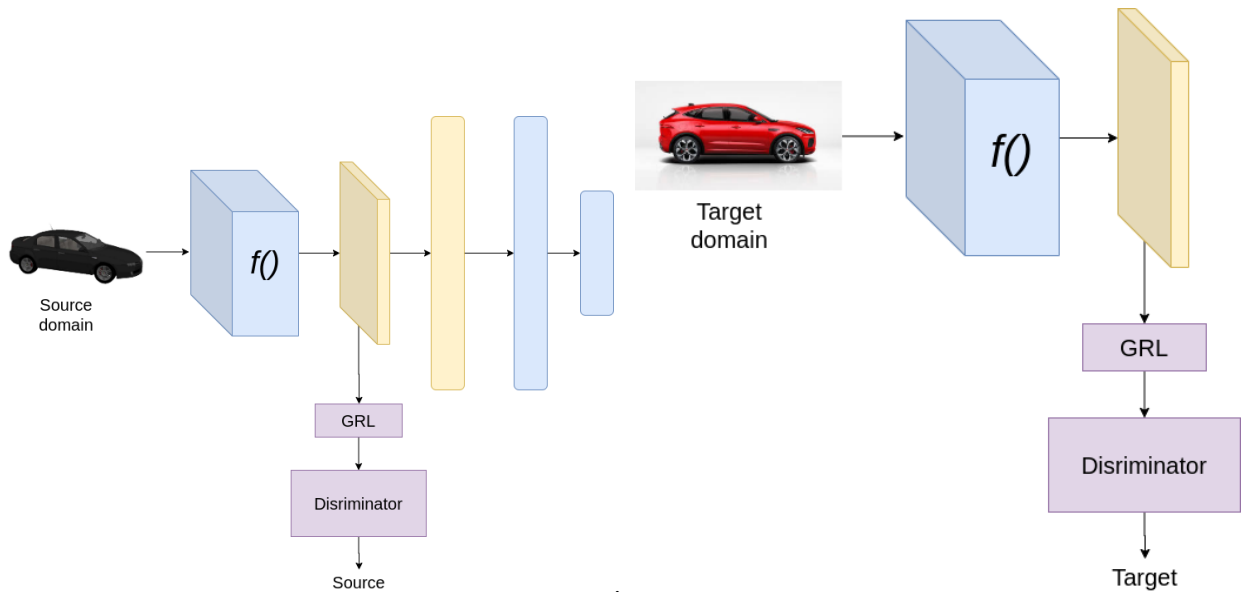 f()
Source
domain
GRL
Disriminator
Source
Target
domain
f()
GRL
Disriminator
Target